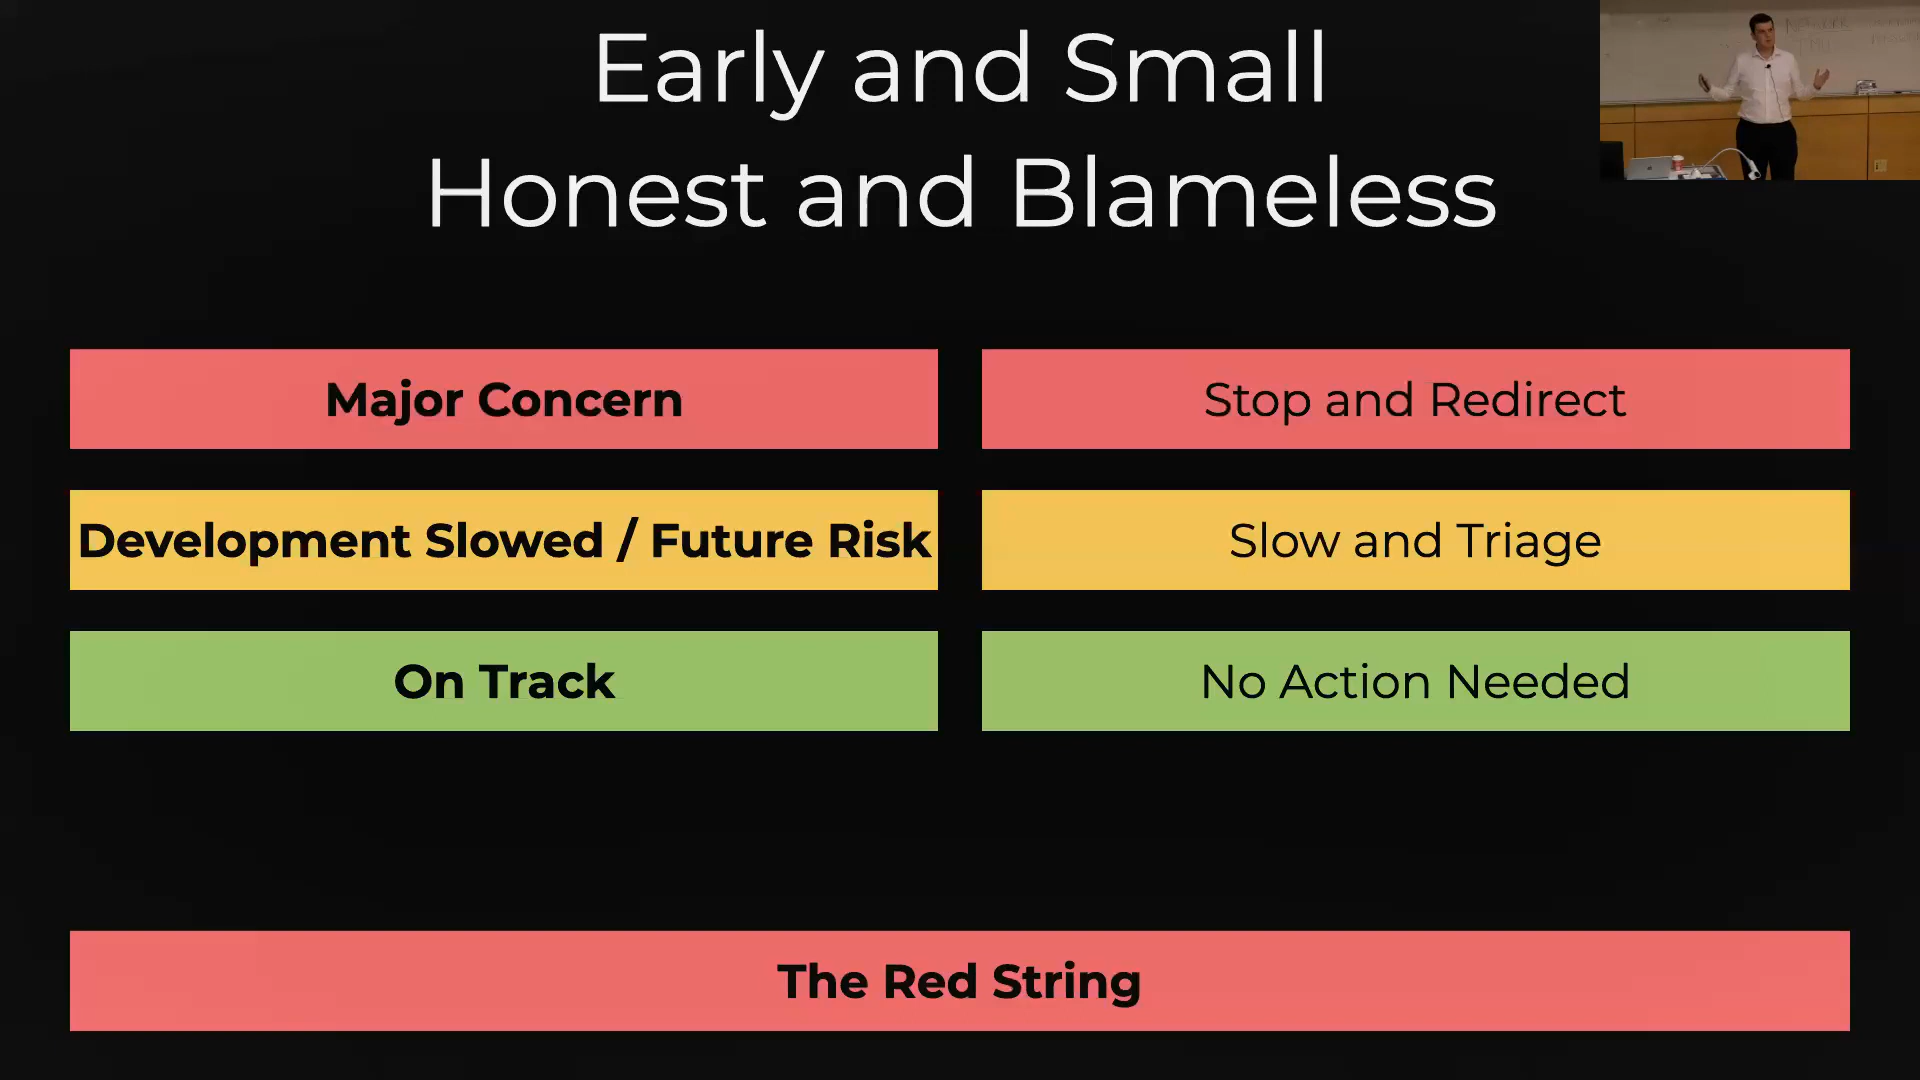 Early and Small
Honest and Blameless
Major Concern
Stop and Redirect
Development Slowed / Future Risk
Slow and Triage
On Track
No Action Needed
The Red String